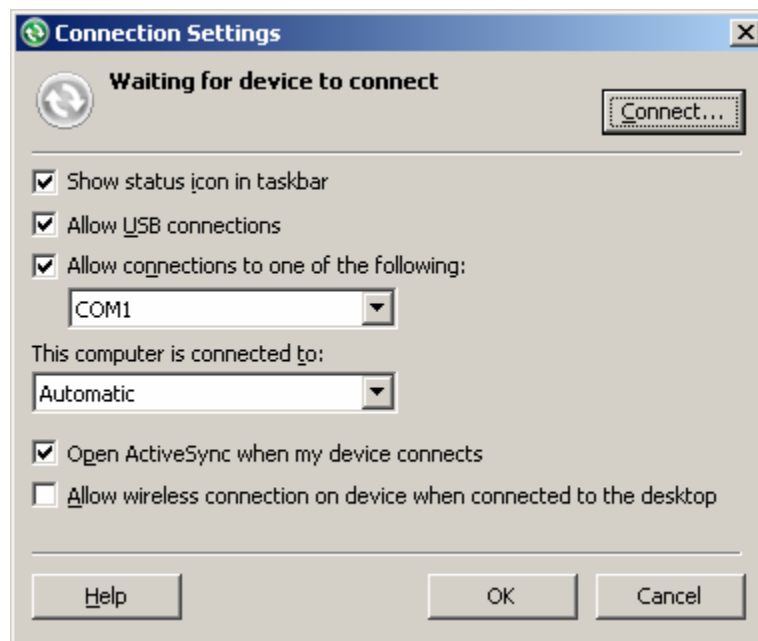 Connection Settings
Waiting for device to connect
Connect...
Show status icon in taskbar
Allow USB connections
Allow connections to one of the following:
COM1
This computer is connected to:
Automatic
Open ActiveSync when my device connects
Allow wireless connection on device when connected to the desktop
Help
OK
Cancel